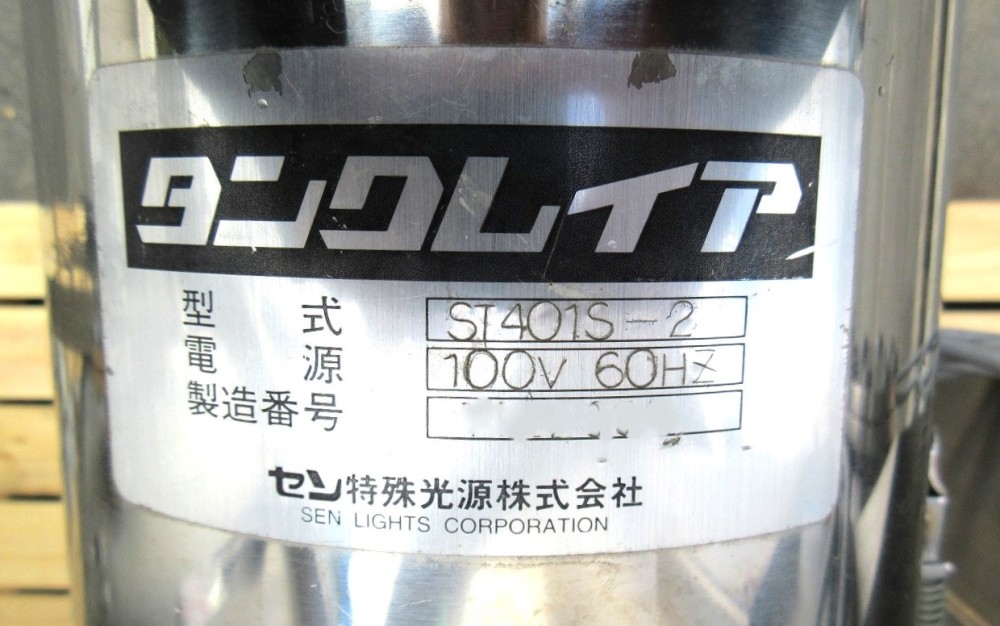 タンクレイア
型式 ST401S-2
電源 100V 60HZ
製造番号
セン特殊光源株式会社
SEN LIGHTS CORPORATION